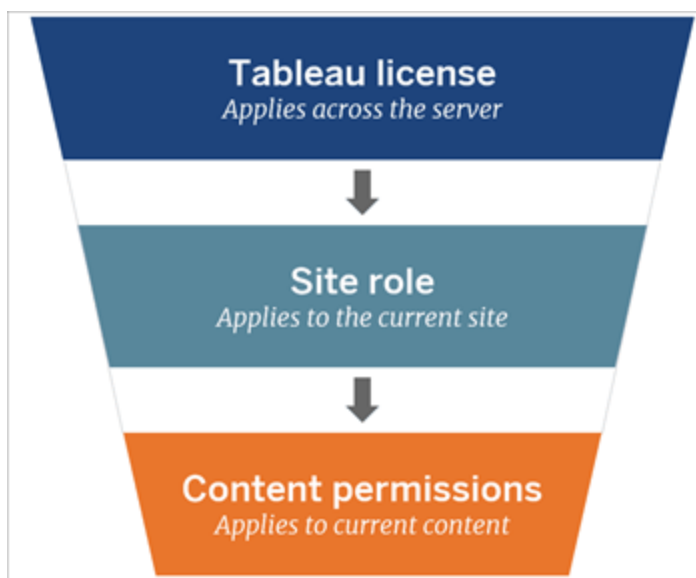 Tableau license
Applies across the server
Site role
Applies to the current site
Content permissions
Applies to current content